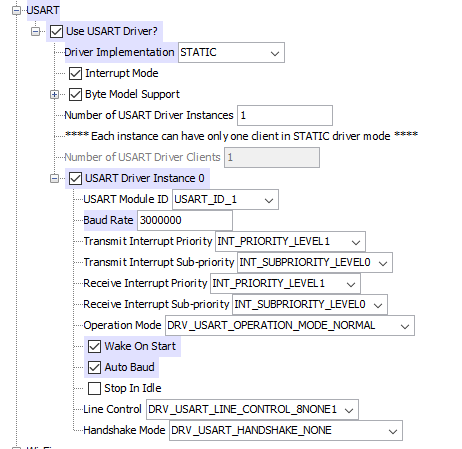 USART
Use USART Driver?
Driver Implementation STATIC
Interrupt Mode
Byte Model Support
Number of USART Driver Instances 1
**** Each instance can have only one client in STATIC driver mode ****
Number of USART Driver Clients 1
USART Driver Instance 0
USART Module ID USART_ID_1
Baud Rate 3000000
Transmit Interrupt Priority INT_PRIORITY_LEVEL1
Transmit Interrupt Sub-priority INT_SUBPRIORITY_LEVEL0
Receive Interrupt Priority INT_PRIORITY_LEVEL1
Receive Interrupt Sub-priority INT_SUBPRIORITY_LEVEL0
Operation Mode DRV_USART_OPERATION_MODE_NORMAL
Wake On Start
Auto Baud
Stop In Idle
Line Control DRV_USART_LINE_CONTROL_8NONE1
Handshake Mode DRV_USART_HANDSHAKE_NONE